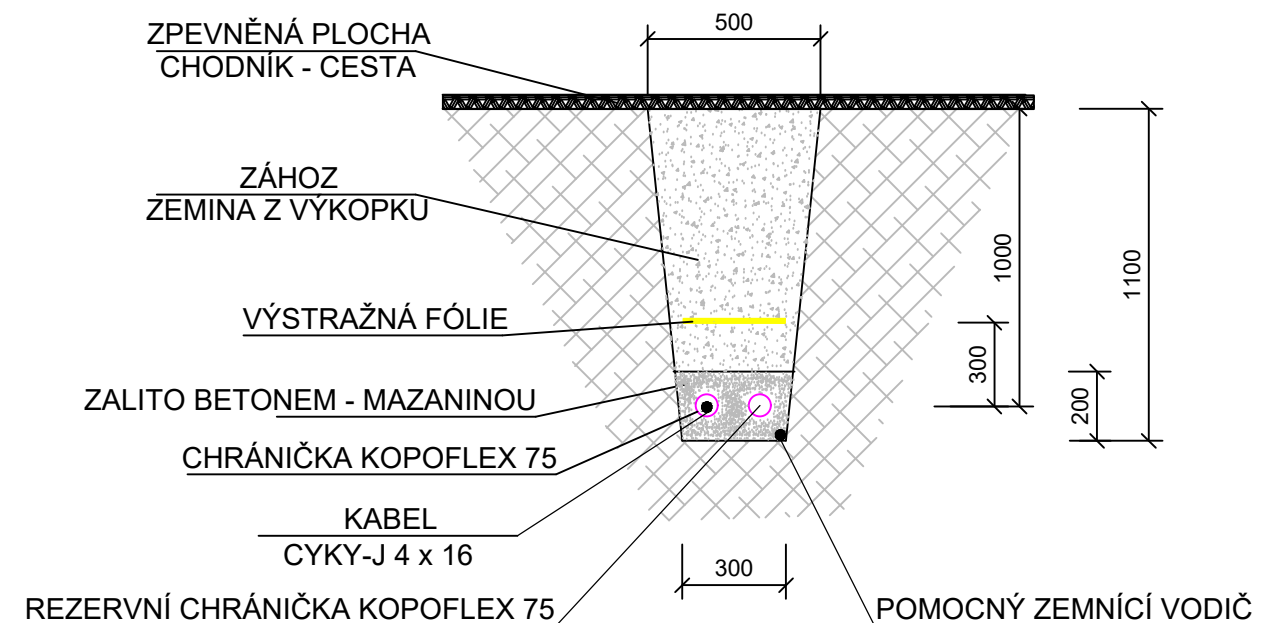 ZPEVNĚNÁ PLOCHA
CHODNÍK - CESTA
500
ZÁHOZ
ZEMINA Z VÝKOPKU
1000
1100
VÝSTRAŽNÁ FÓLIE
300
ZALITO BETONEM - MAZANINOU
200
CHRÁNIČKA KOPOFLEX 75
KABEL
CYKY-J 4 x 16
300
REZERVNÍ CHRÁNIČKA KOPOFLEX 75
POMOCNÝ ZEMNÍCÍ VODIČ